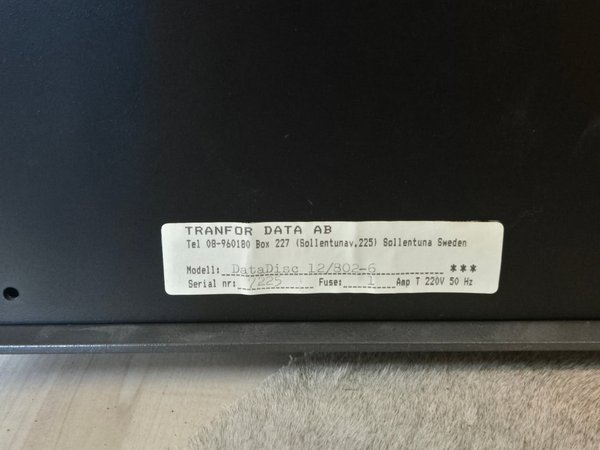 TRANFOR DATA AB
Tel 08-960180 Box 227 (Sollentunav.225) Sollentuna Sweden
Modell: DataDisc 12/802-6 ***
Serial nr: 7225 Fuse: 1 Amp T 220V 50 Hz